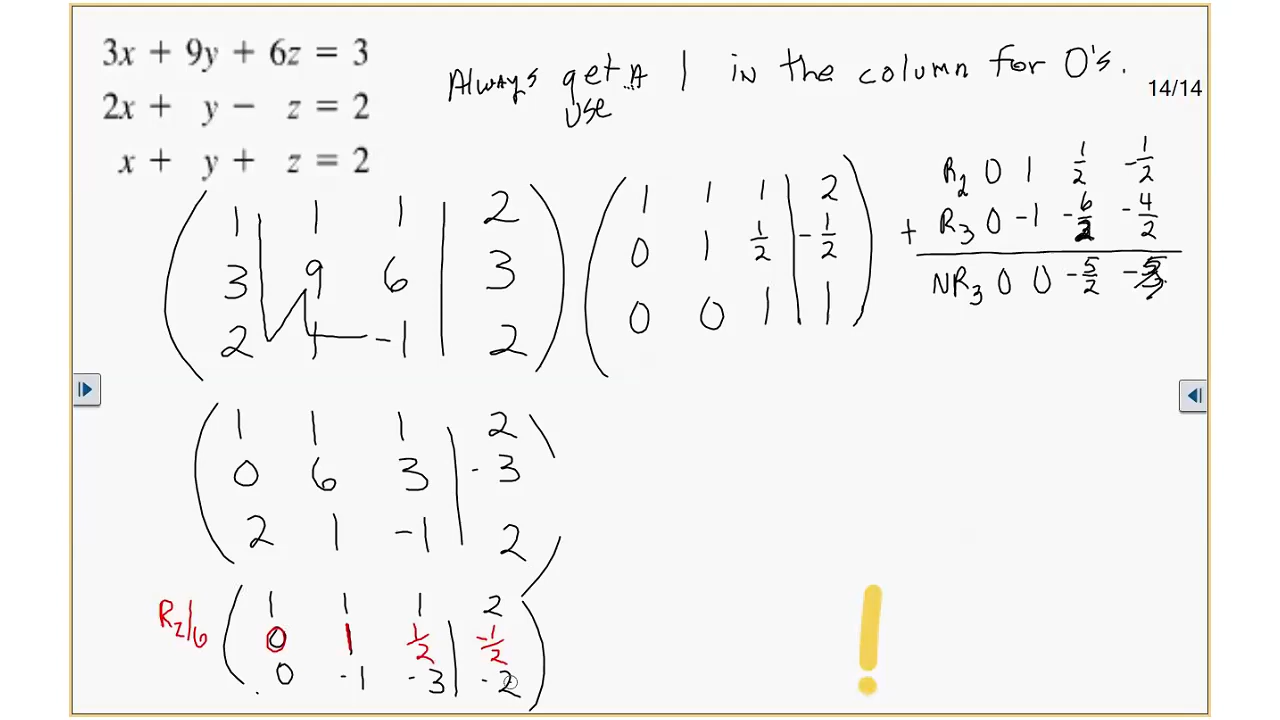 3x + 9y + 6z = 3
2x + y − z = 2
x + y + z = 2
Always get A 1 in the column for 0's.
use
14/14
1 1 1 | 2
3 9 6 | 3
2 1 -1 | 2
1 1 1 | 2
0 1 1/2 | -1/2
0 0 1 | 1
R2 0 1 1/2 -1/2
+ R3 0 -1 -6/2 -4/2
NR3 0 0 -5/2
1 1 1 | 2
0 6 3 | -3
2 1 -1 | 2
1 1 1 2
R2/6 0 1 1/2 | -1/2
0 -1 -3 | -2
!